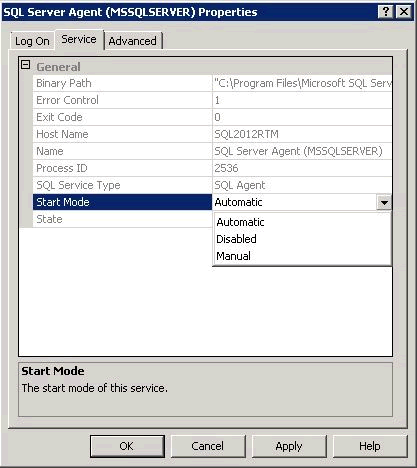 SQL Server Agent (MSSQLSERVER) Properties
Log On Service Advanced
General
Binary Path "C:\Program Files\Microsoft SQL Serv
Error Control 1
Exit Code 0
Host Name SQL2012RTM
Name SQL Server Agent (MSSQLSERVER)
Process ID 2536
SQL Service Type SQL Agent
Start Mode Automatic
State
Automatic
Disabled
Manual
Start Mode
The start mode of this service.
OK Cancel Apply Help